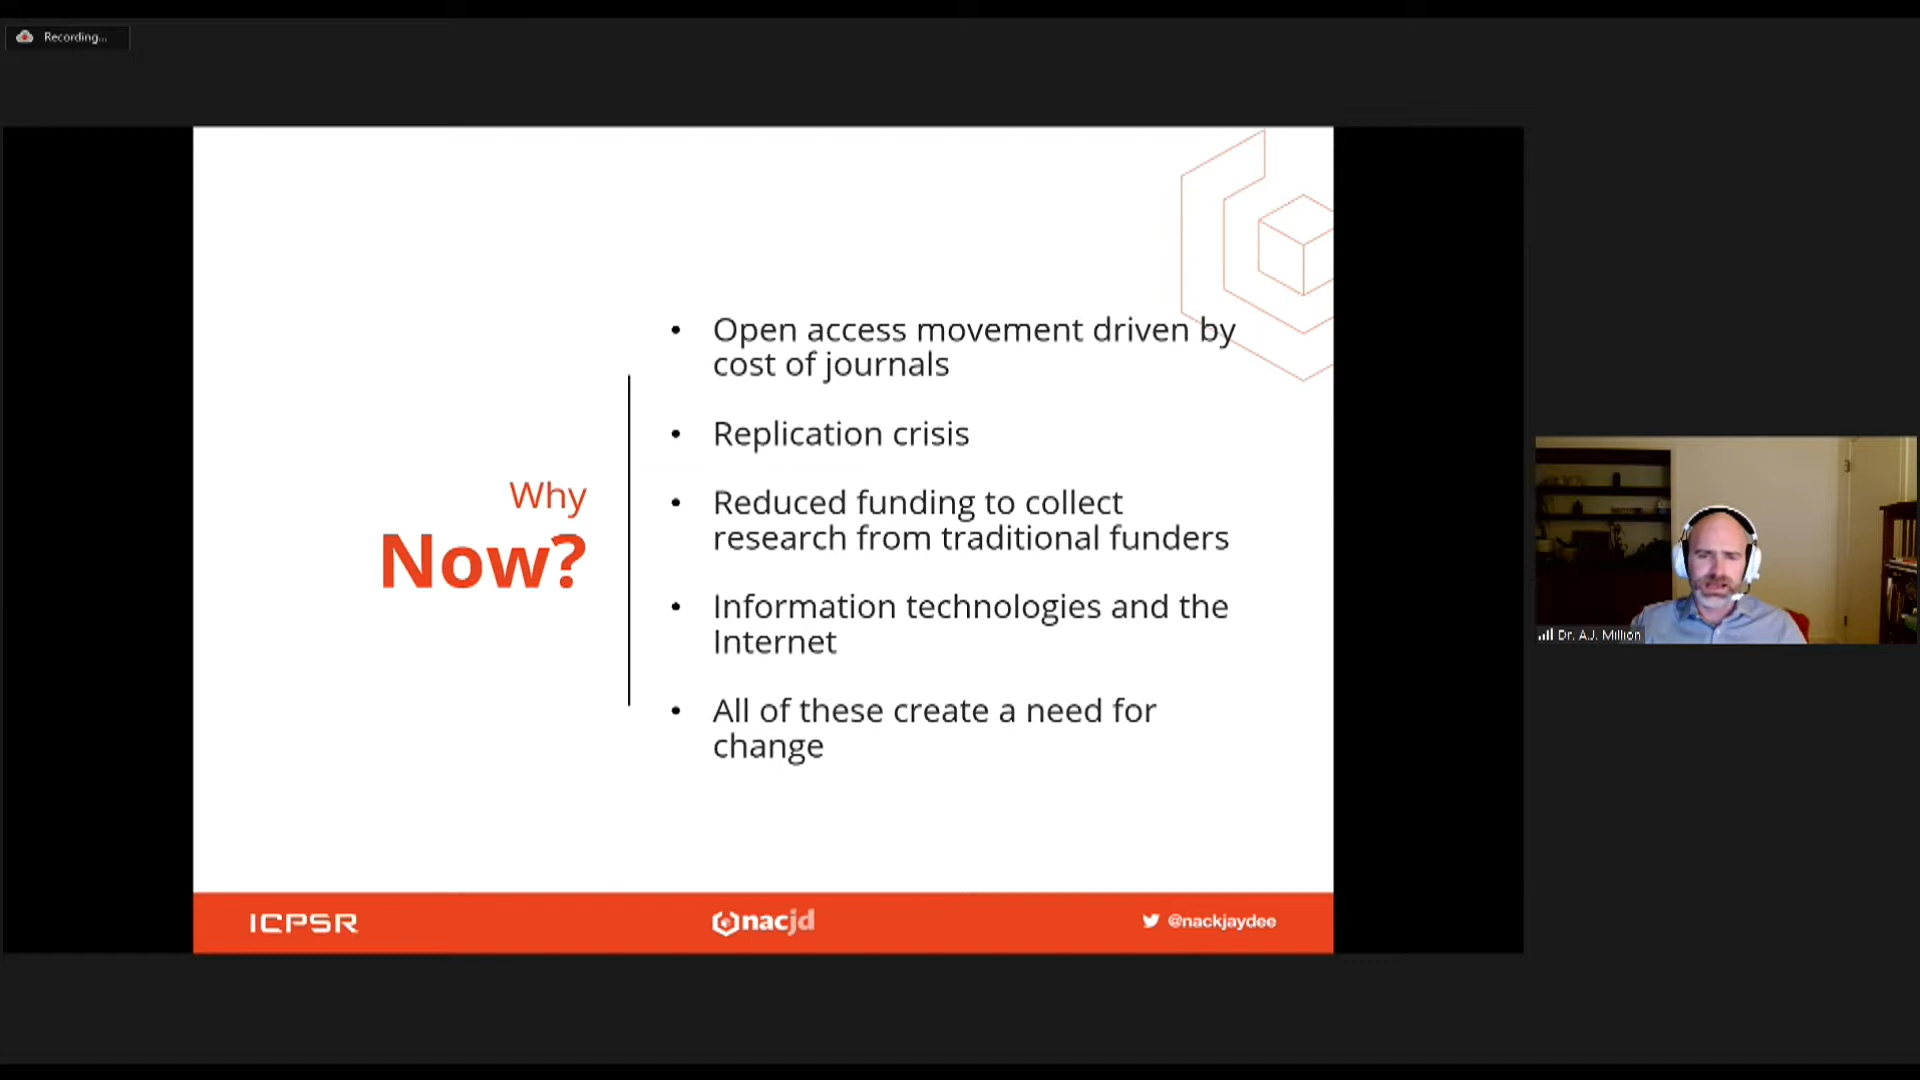 Recording...
Why
Now?
• Open access movement driven by
cost of journals
• Replication crisis
• Reduced funding to collect
research from traditional funders
• Information technologies and the
Internet
• All of these create a need for
change
Dr. A.J. Million
ICPSR
nacjd
@nackjaydee